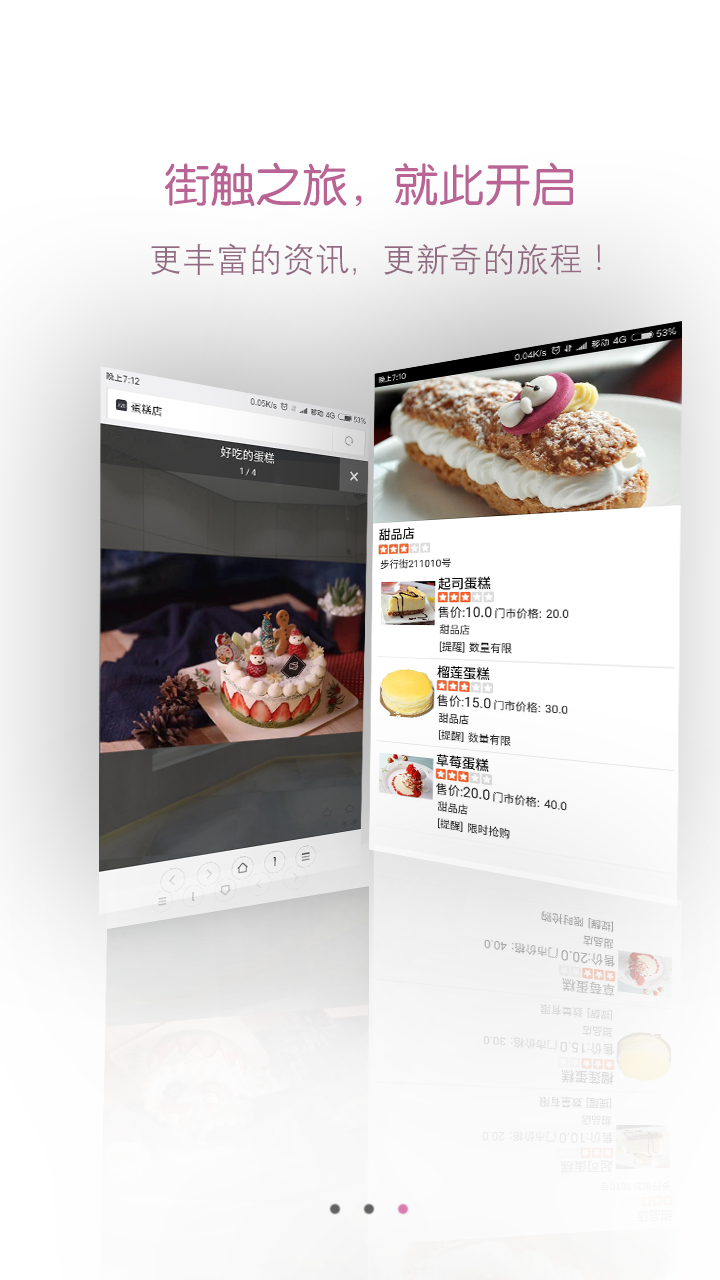 街触之旅，就此开启
更丰富的资讯，更新奇的旅程！
晚上7:12
0.05K/s 移动 4G 53%
蛋糕店
好吃的蛋糕
1 / 4
1
晚上7:10
0.04K/s 移动 4G 53%
甜品店
步行街211010号
起司蛋糕
售价:10.0 门市价格: 20.0
甜品店
[提醒] 数量有限
榴莲蛋糕
售价:15.0 门市价格: 30.0
甜品店
[提醒] 数量有限
草莓蛋糕
售价:20.0 门市价格: 40.0
甜品店
[提醒] 限时抢购